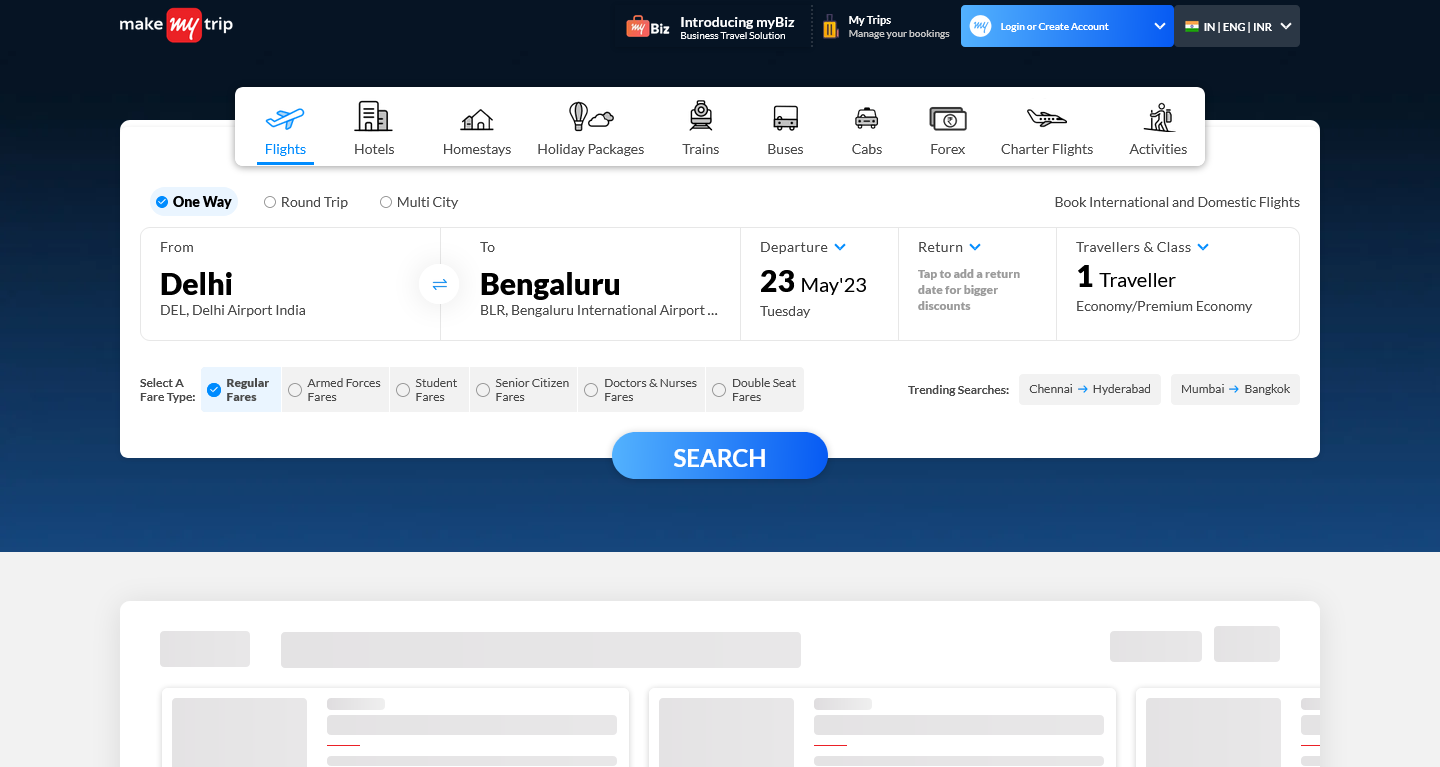 make my trip
my Biz
Introducing myBiz
Business Travel Solution
My Trips
Manage your bookings
my
Login or Create Account
IN | ENG | INR
Flights
Hotels
Homestays
Holiday Packages
Trains
Buses
Cabs
₹
Forex
Charter Flights
Activities
One Way
Round Trip
Multi City
Book International and Domestic Flights
From
Delhi
DEL, Delhi Airport India
To
Bengaluru
BLR, Bengaluru International Airport ...
Departure
23 May'23
Tuesday
Return
Tap to add a return
date for bigger
discounts
Travellers & Class
1 Traveller
Economy/Premium Economy
Select A
Fare Type:
Regular
Fares
Armed Forces
Fares
Student
Fares
Senior Citizen
Fares
Doctors & Nurses
Fares
Double Seat
Fares
Trending Searches:
Chennai → Hyderabad
Mumbai → Bangkok
SEARCH